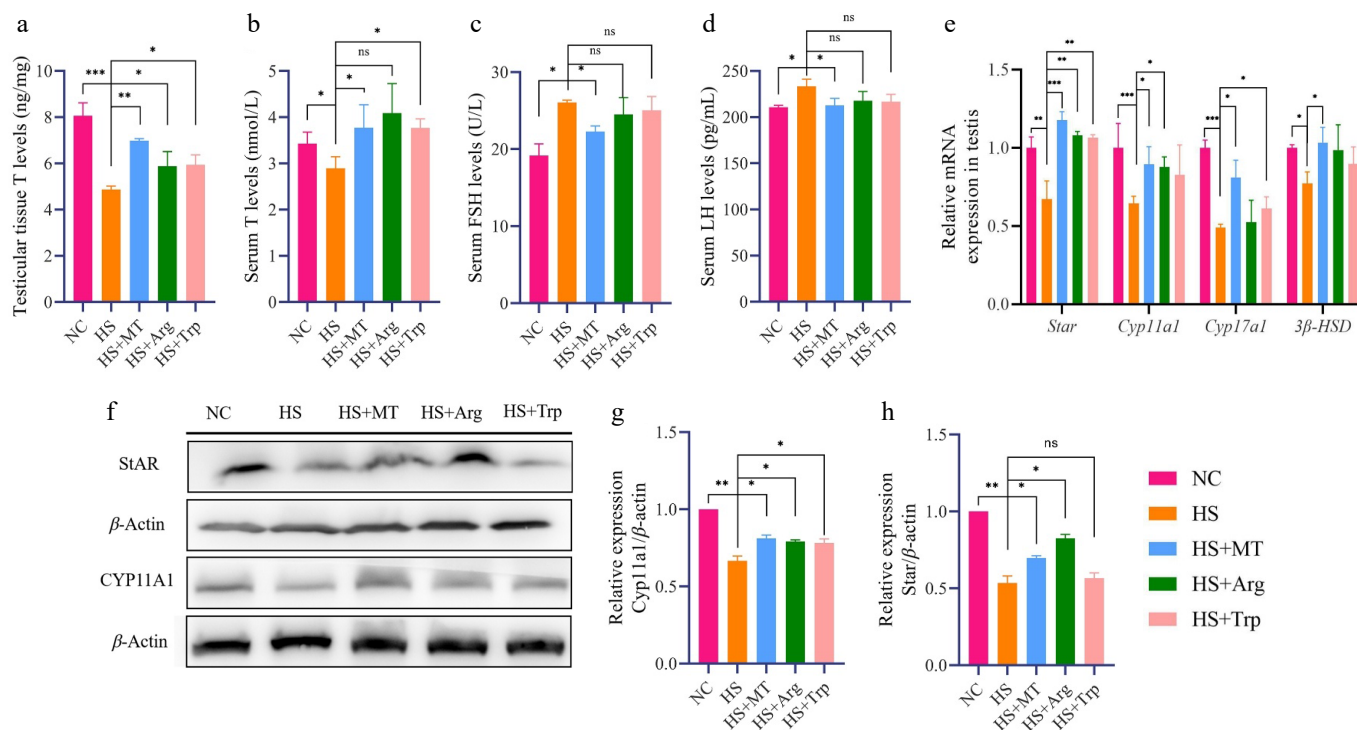 a
Testicular tissue T levels (ng/mg)
10
8
6
4
2
0
***
*
**
*
NC
HS
HS+MT
HS+Arg
HS+Trp
b
Serum T levels (nmol/L)
6
5
4
3
2
1
0
*
*
ns
*
NC
HS
HS+MT
HS+Arg
HS+Trp
c
Serum FSH levels (U/L)
30
20
10
0
*
*
ns
ns
NC
HS
HS+MT
HS+Arg
HS+Trp
d
Serum LH levels (pg/mL)
250
200
150
100
50
0
*
*
ns
ns
NC
HS
HS+MT
HS+Arg
HS+Trp
e
Relative mRNA
expression in testis
1.5
1.0
0.5
0.0
**
***
**
**
***
*
*
***
*
*
*
*
Star
Cyp11a1
Cyp17a1
3β-HSD
f
NC HS HS+MT HS+Arg HS+Trp
StAR
β-Actin
CYP11A1
β-Actin
g
Relative expression
Cyp11a1/β-actin
1.5
1.0
0.5
0.0
**
*
*
*
NC
HS
HS+MT
HS+Arg
HS+Trp
h
Relative expression
Star/β-actin
1.5
1.0
0.5
0.0
**
*
*
ns
NC
HS
HS+MT
HS+Arg
HS+Trp
NC
HS
HS+MT
HS+Arg
HS+Trp